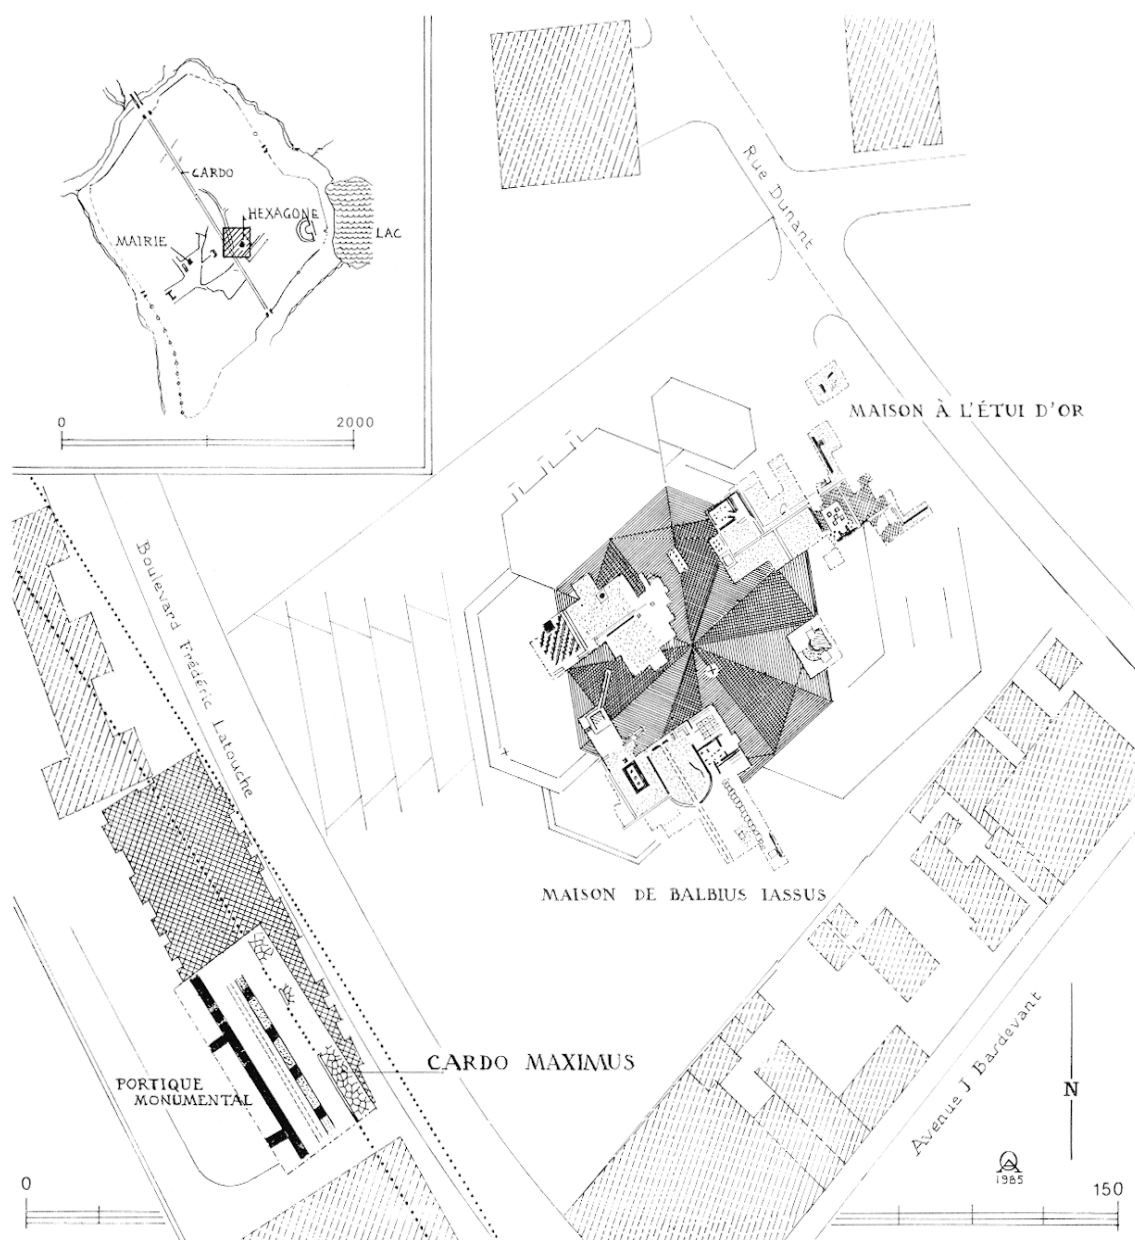 CARDO
HEXAGONE
MAIRIE
LAC
0 2000
Rue Dunant
MAISON À L'ÉTUI D'OR
Boulevard Frédéric Latouche
MAISON DE BALBIUS IASSUS
CARDO MAXIMUS
PORTIQUE
MONUMENTAL
Avenue J Basdevant
N
1985
0 150